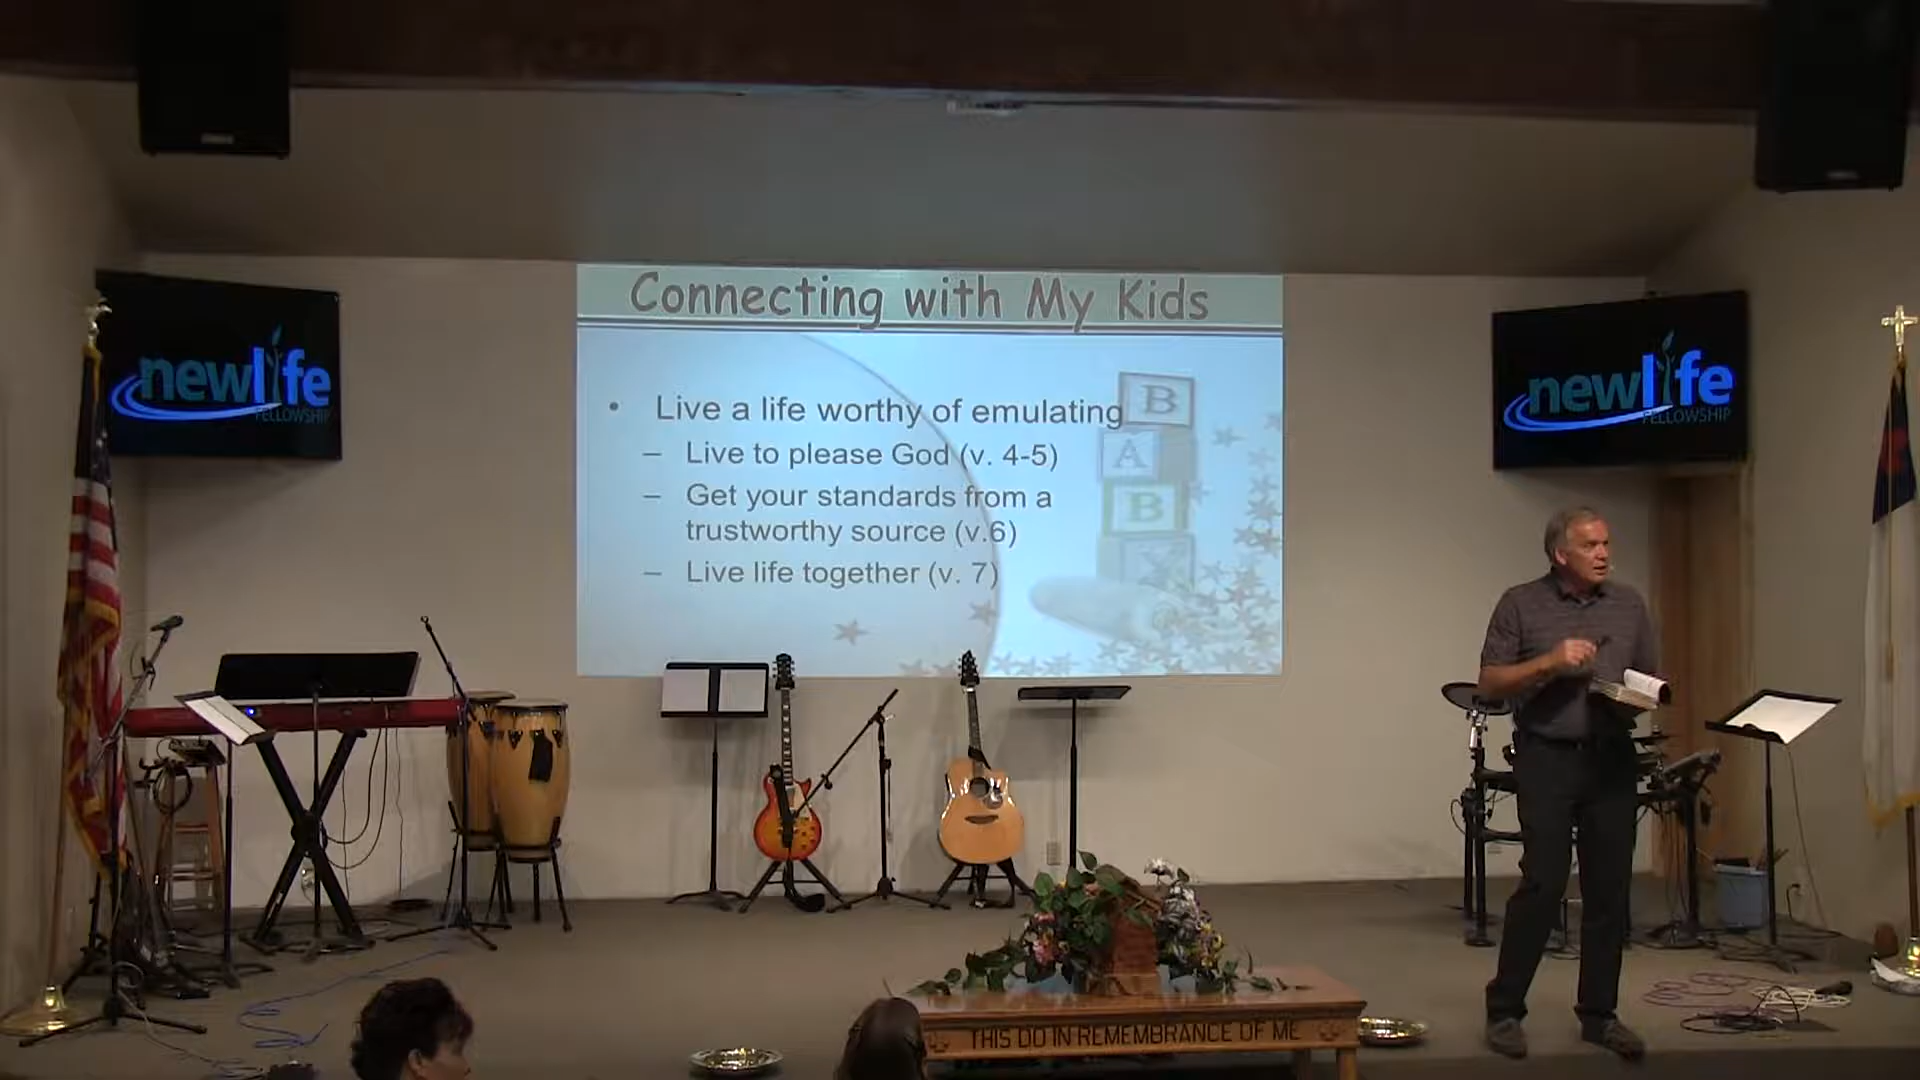 Connecting with My Kids
newlife
FELLOWSHIP
newlife
FELLOWSHIP
• Live a life worthy of emulating
– Live to please God (v. 4-5)
– Get your standards from a
trustworthy source (v.6)
– Live life together (v. 7)
B
A
B
THIS DO IN REMEMBRANCE OF ME